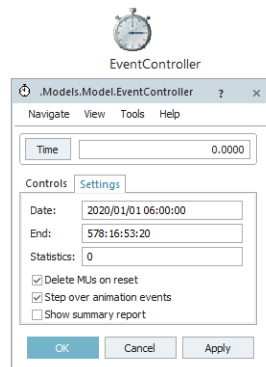 EventController
.Models.Model.EventController ? ×
Navigate View Tools Help
Time 0.0000
Controls Settings
Date: 2020/01/01 06:00:00
End: 578:16:53:20
Statistics: 0
Delete MUs on reset
Step over animation events
Show summary report
OK Cancel Apply